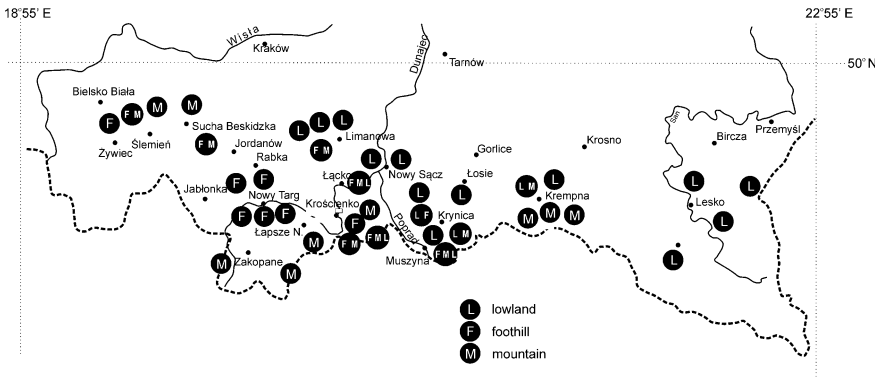 18°55' E
22°55' E
Wisła
Kraków
Dunajec
Tarnów
50° N
Bielsko Biała
F
F M
M
M
Sucha Beskidzka
Żywiec
Ślemień
F M
Jordanów
Rabka
L
L
L
Limanowa
F M
L
L
Nowy Sącz
Łącko
F M L
Gorlice
Łosie
L
L
Krosno
San
Bircza
Przemyśl
L
L
Lesko
L
L
L M
L
Krempna
M
M
M
Jabłonka
F
F
Nowy Targ
F
F
F
Krościenko
M
F
Łapsze N.
M
F M
F M L
Poprad
L F
Krynica
L
L M
Muszyna
F M L
M
Zakopane
M
L lowland
F foothill
M mountain